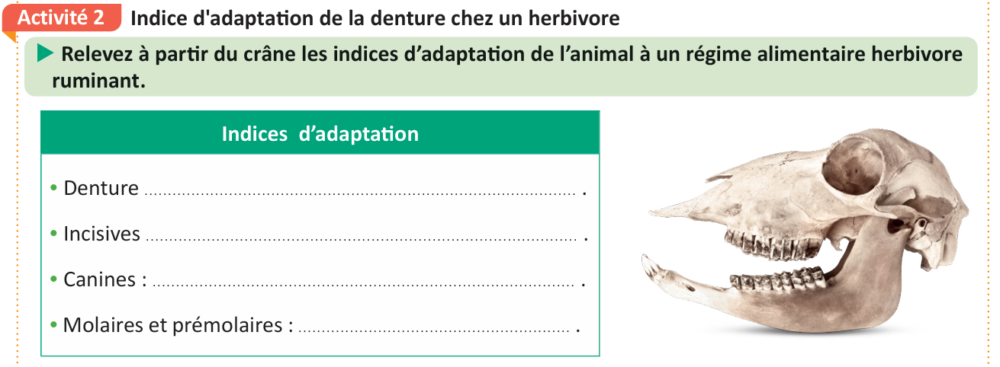 Activité 2 Indice d'adaptation de la denture chez un herbivore
Relevez à partir du crâne les indices d’adaptation de l’animal à un régime alimentaire herbivore
ruminant.
Indices d’adaptation
• Denture .......................................................................................... .
• Incisives .......................................................................................... .
• Canines : ......................................................................................... .
• Molaires et prémolaires : ......................................................... .